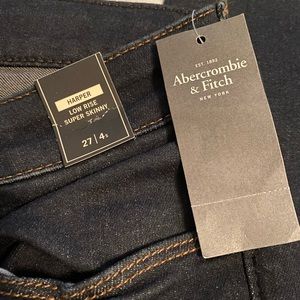 HARPER
LOW RISE
SUPER SKINNY
27 | 4s
EST. 1892
Abercrombie
& Fitch
NEW YORK